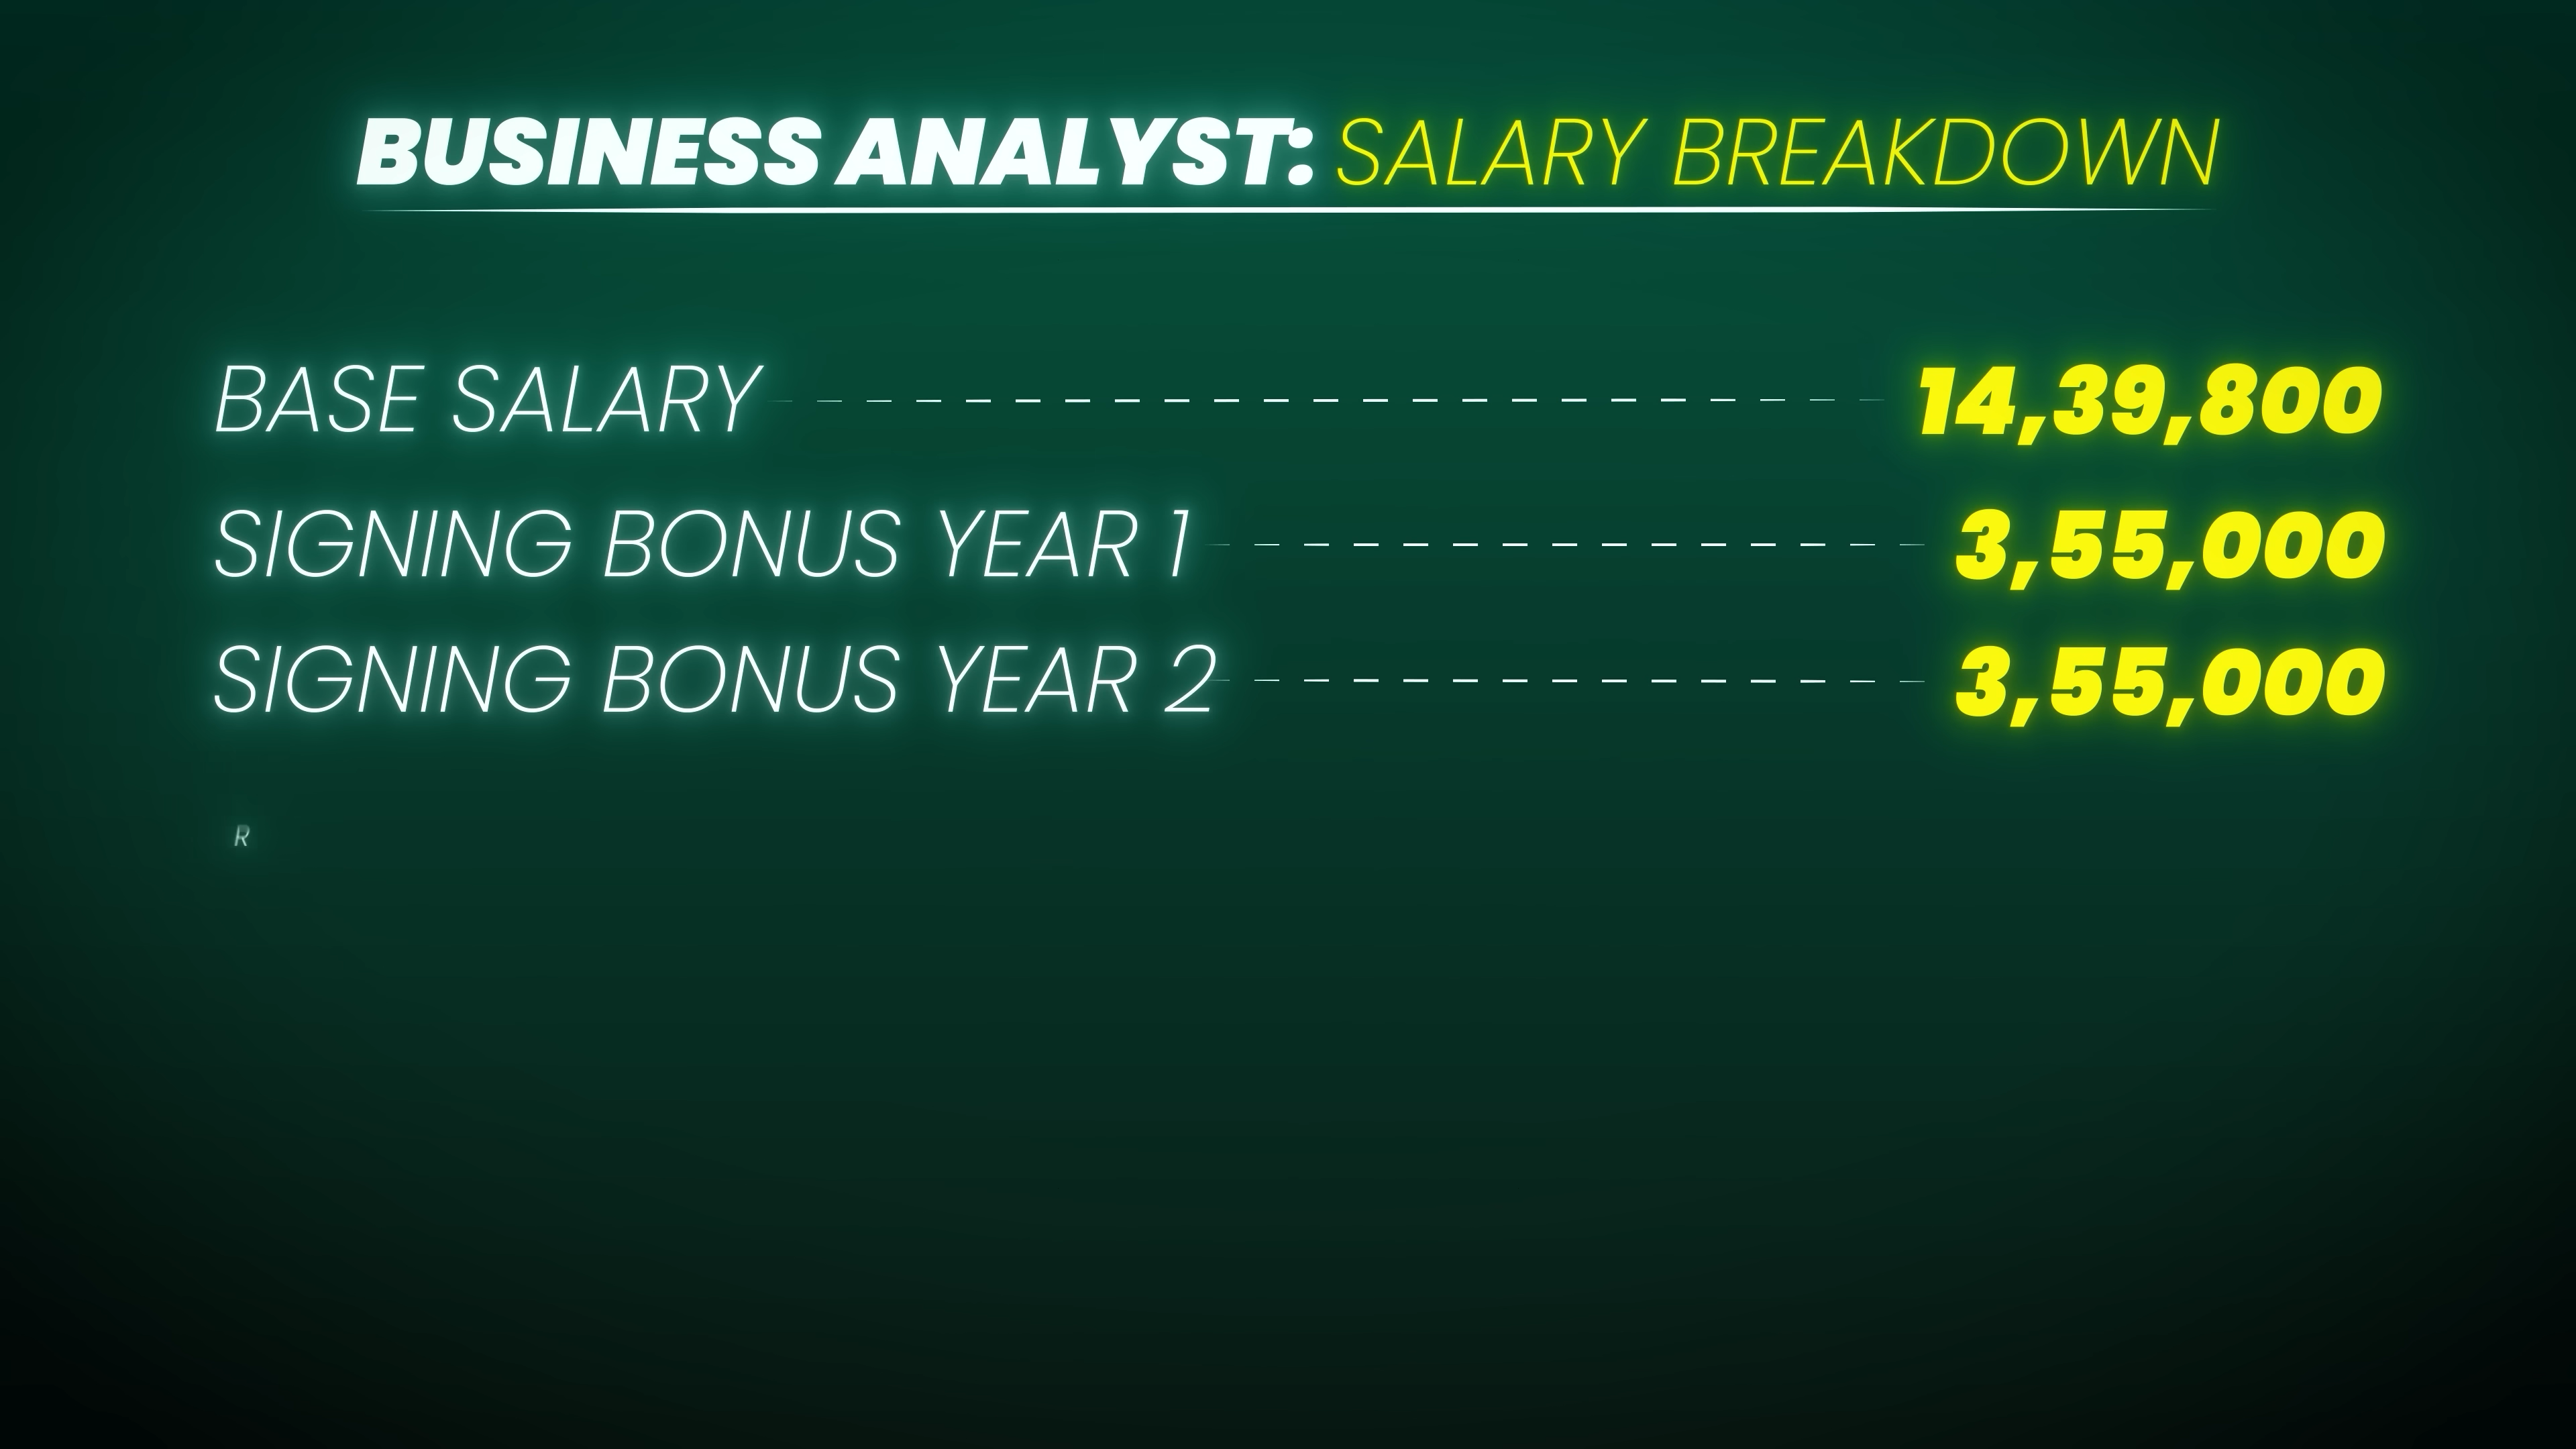 BUSINESS ANALYST: SALARY BREAKDOWN
BASE SALARY 14,39,800
SIGNING BONUS YEAR 1 3,55,000
SIGNING BONUS YEAR 2 3,55,000
R